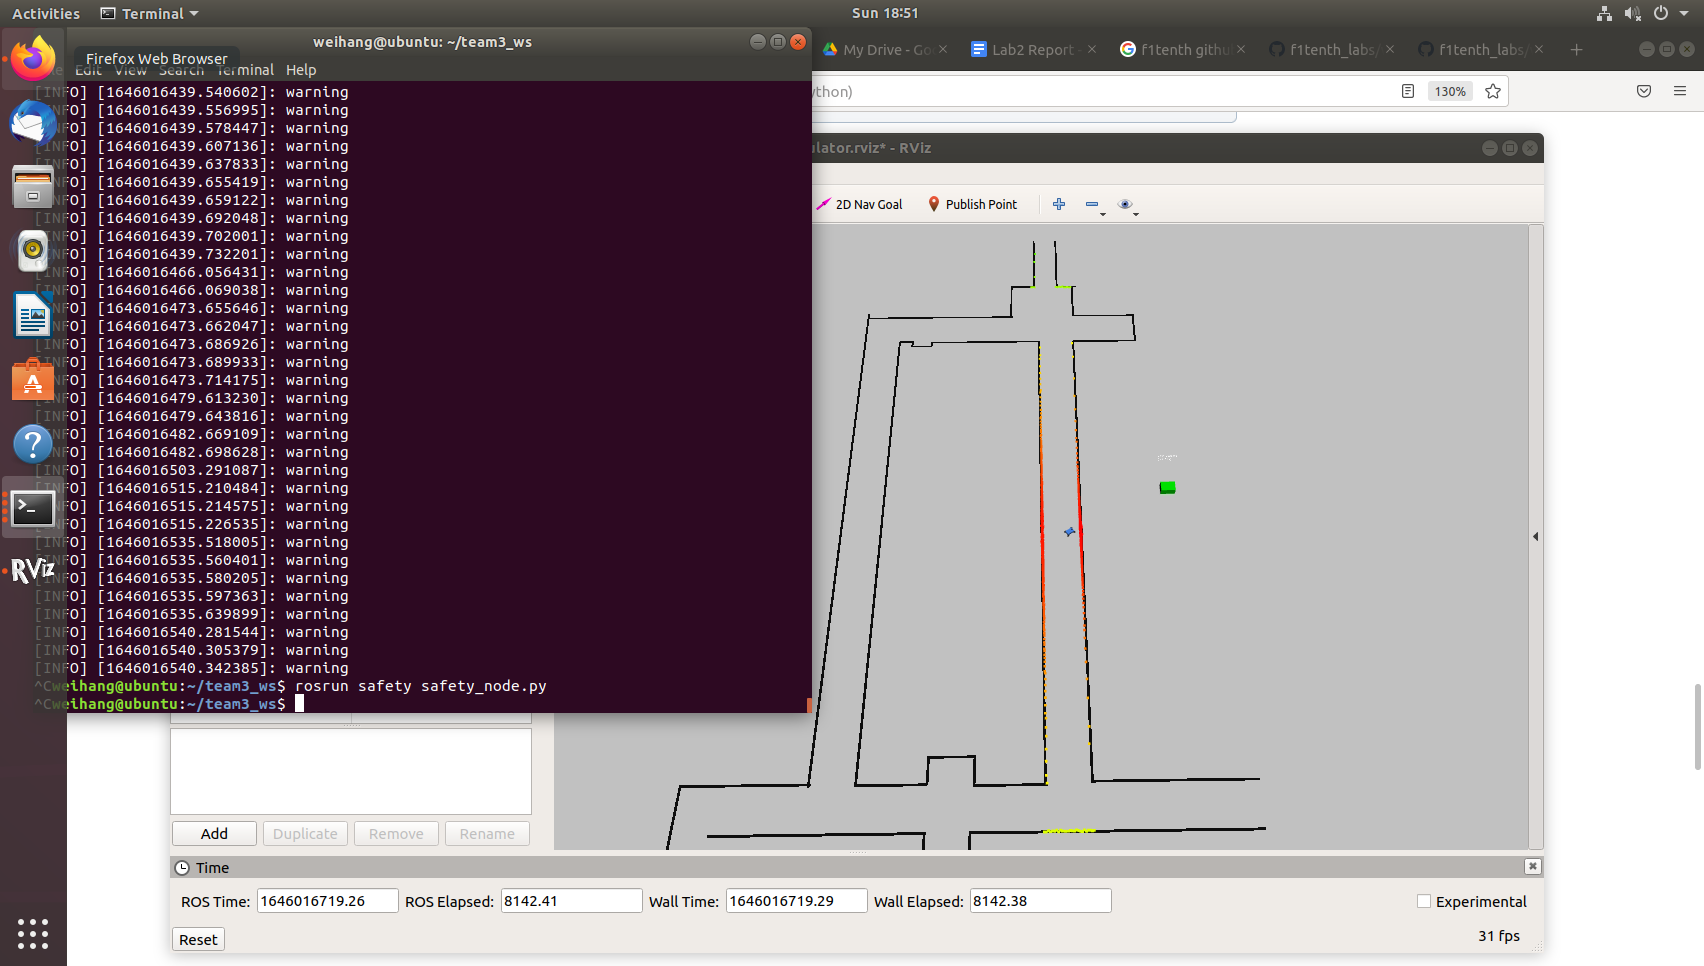 Activities
Terminal
Sun 18:51
weihang@ubuntu: ~/team3_ws
Firefox Web Browser
Edit View Search Terminal Help
My Drive - Go
Lab2 Report
f1tenth githu
f1tenth_labs/
f1tenth_labs/
ython)
130%
[INFO] [1646016439.540602]: warning
[INFO] [1646016439.556995]: warning
[INFO] [1646016439.578447]: warning
[INFO] [1646016439.607136]: warning
[INFO] [1646016439.637833]: warning
[INFO] [1646016439.655419]: warning
[INFO] [1646016439.659122]: warning
[INFO] [1646016439.692048]: warning
[INFO] [1646016439.702001]: warning
[INFO] [1646016439.732201]: warning
[INFO] [1646016466.056431]: warning
[INFO] [1646016466.069038]: warning
[INFO] [1646016473.655646]: warning
[INFO] [1646016473.662047]: warning
[INFO] [1646016473.686926]: warning
[INFO] [1646016473.689933]: warning
[INFO] [1646016473.714175]: warning
[INFO] [1646016479.613230]: warning
[INFO] [1646016479.643816]: warning
[INFO] [1646016482.669109]: warning
[INFO] [1646016482.698628]: warning
[INFO] [1646016503.291087]: warning
[INFO] [1646016515.210484]: warning
[INFO] [1646016515.214575]: warning
[INFO] [1646016515.226535]: warning
[INFO] [1646016535.518005]: warning
[INFO] [1646016535.560401]: warning
[INFO] [1646016535.580205]: warning
[INFO] [1646016535.597363]: warning
[INFO] [1646016535.639899]: warning
[INFO] [1646016540.281544]: warning
[INFO] [1646016540.305379]: warning
[INFO] [1646016540.342385]: warning
^Cweihang@ubuntu:~/team3_ws$ rosrun safety safety_node.py
^Cweihang@ubuntu:~/team3_ws$
RViz
ulator.rviz* - RViz
2D Nav Goal
Publish Point
Add
Duplicate
Remove
Rename
Time
ROS Time: 1646016719.26
ROS Elapsed: 8142.41
Wall Time: 1646016719.29
Wall Elapsed: 8142.38
Experimental
Reset
31 fps